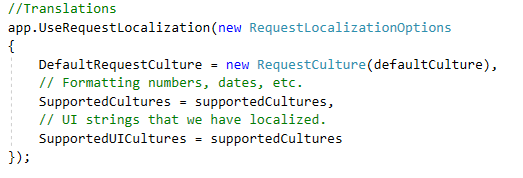 //Translations
app.UseRequestLocalization(new RequestLocalizationOptions
{
    DefaultRequestCulture = new RequestCulture(defaultCulture),
    // Formatting numbers, dates, etc.
    SupportedCultures = supportedCultures,
    // UI strings that we have localized.
    SupportedUICultures = supportedCultures
});